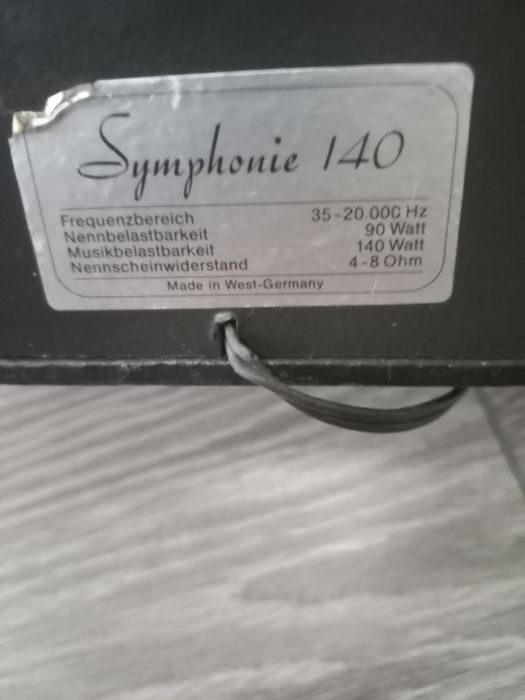 Symphonie 140
Frequenzbereich 35-20.000 Hz
Nennbelastbarkeit 90 Watt
Musikbelastbarkeit 140 Watt
Nennscheinwiderstand 4-8 Ohm
Made in West-Germany